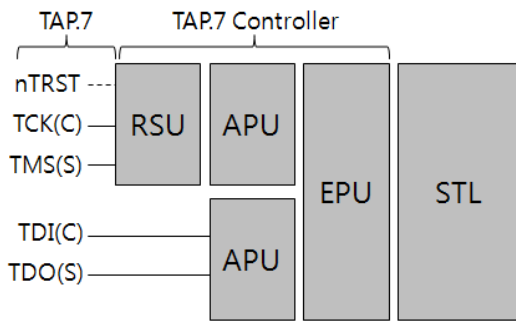 TAP.7 TAP.7 Controller
nTRST
TCK(C)
TMS(S)
RSU APU
EPU STL
TDI(C)
TDO(S)
APU